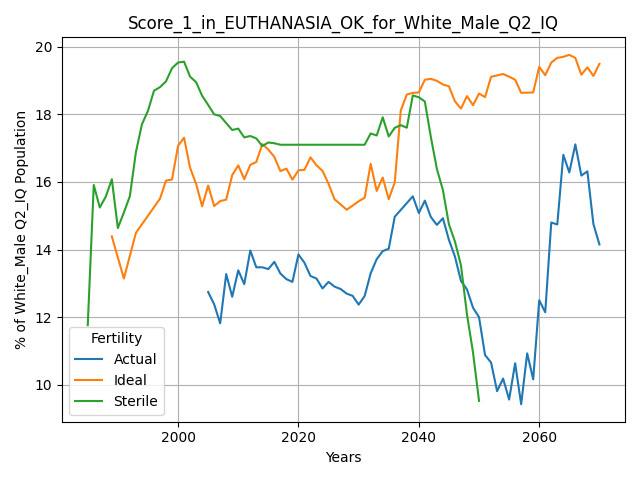 Score_1_in_EUTHANASIA_OK_for_White_Male_Q2_IQ
% of White_Male Q2_IQ Population
20
18
16
14
12
10
Fertility
Actual
Ideal
Sterile
2000
2020
2040
2060
Years